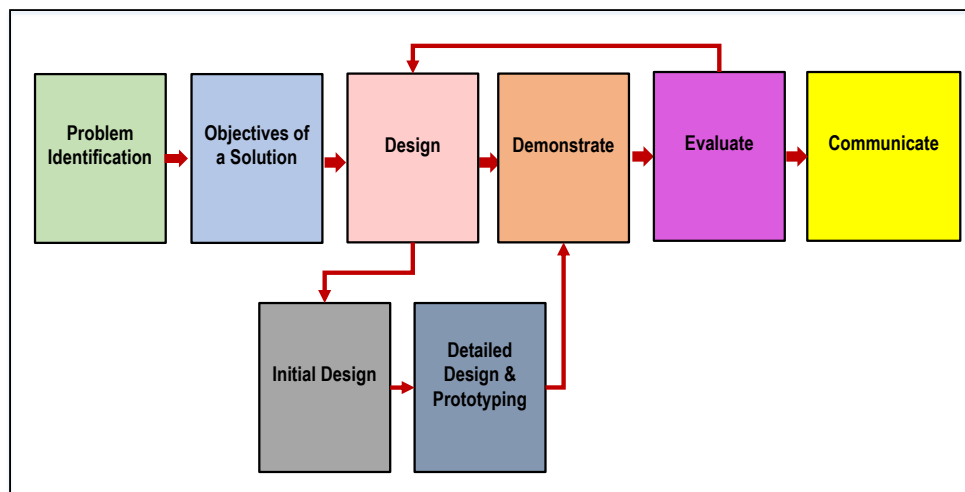 Problem
Identification
Objectives of
a Solution
Design
Demonstrate
Evaluate
Communicate
Initial Design
Detailed
Design &
Prototyping